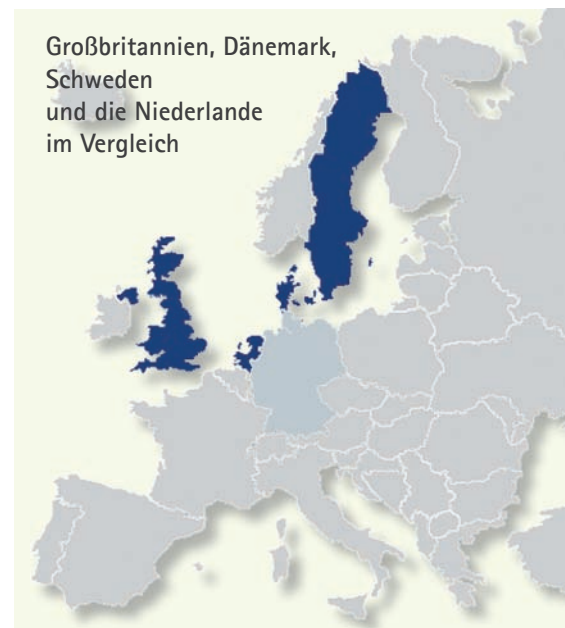 Großbritannien, Dänemark,
Schweden
und die Niederlande
im Vergleich